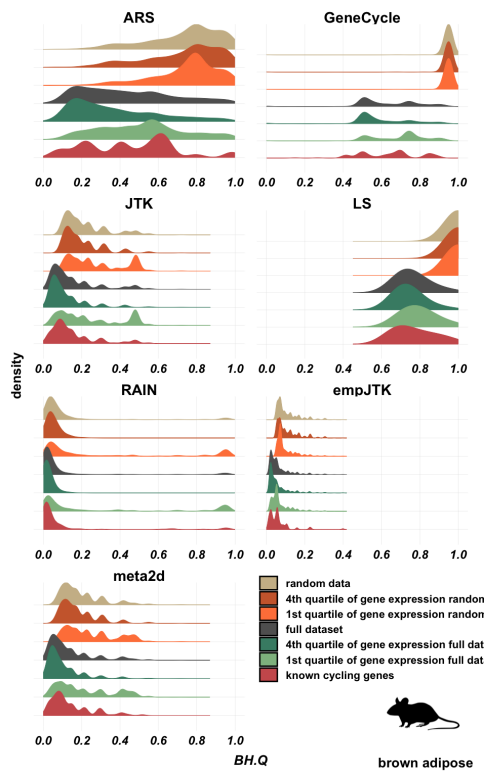 ARS GeneCycle
0.0 0.2 0.4 0.6 0.8 1.0 0.0 0.2 0.4 0.6 0.8 1.0
JTK LS
0.0 0.2 0.4 0.6 0.8 1.0 0.0 0.2 0.4 0.6 0.8 1.0
density
RAIN empJTK
0.0 0.2 0.4 0.6 0.8 1.0 0.0 0.2 0.4 0.6 0.8 1.0
meta2d
0.0 0.2 0.4 0.6 0.8 1.0
random data
4th quartile of gene expression random
1st quartile of gene expression random
full dataset
4th quartile of gene expression full dat
1st quartile of gene expression full dat
known cycling genes
BH.Q
brown adipose